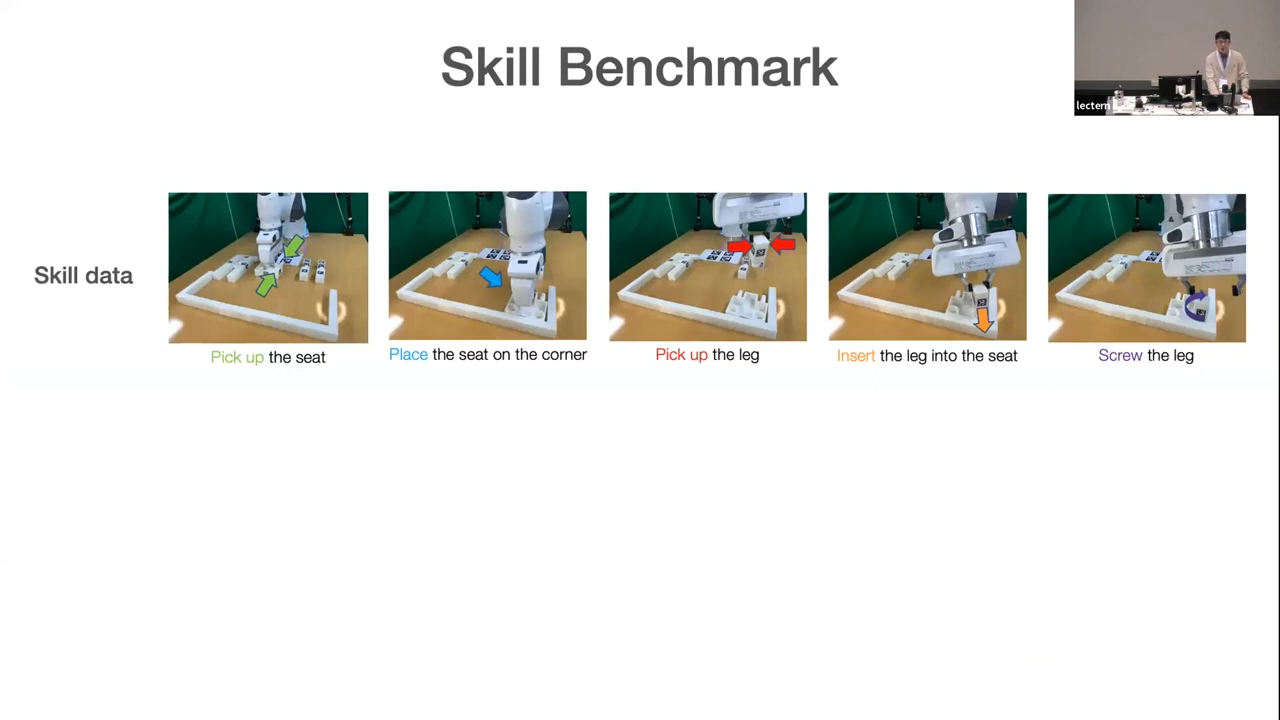 Skill Benchmark
lectern
Skill data
Pick up the seat
Place the seat on the corner
Pick up the leg
Insert the leg into the seat
Screw the leg